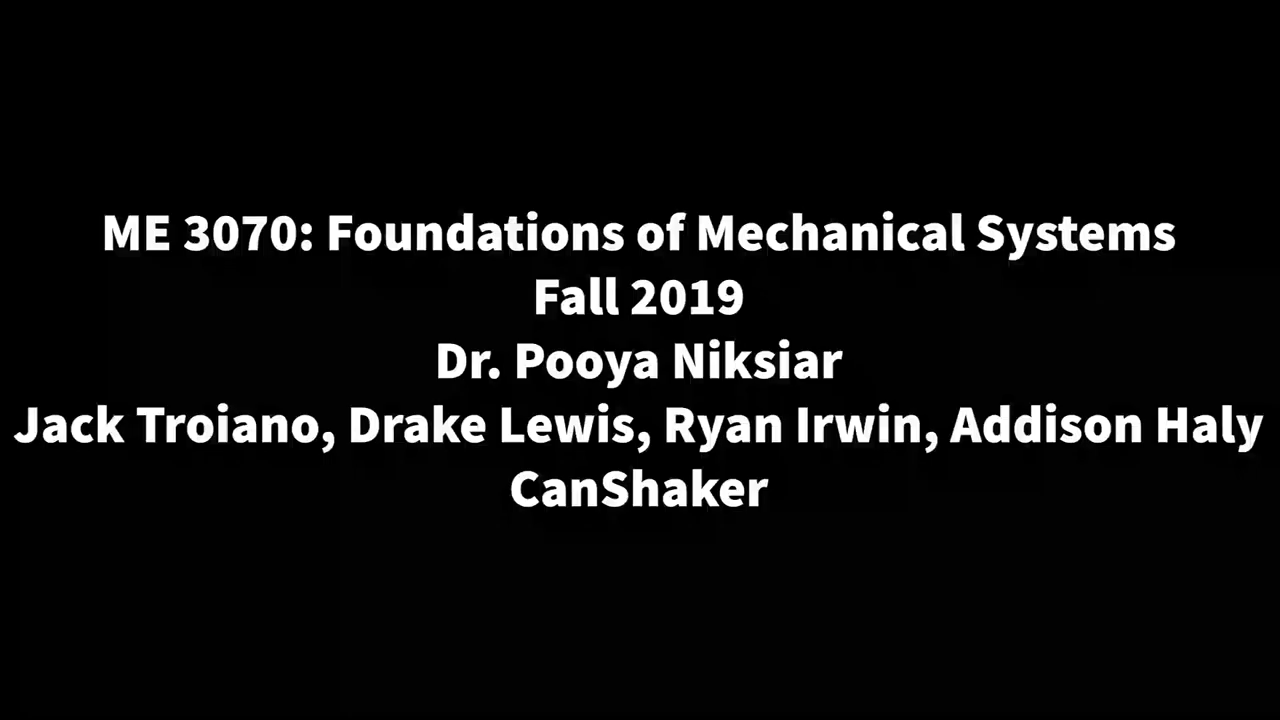 ME 3070: Foundations of Mechanical Systems
Fall 2019
Dr. Pooya Niksiar
Jack Troiano, Drake Lewis, Ryan Irwin, Addison Haly
CanShaker